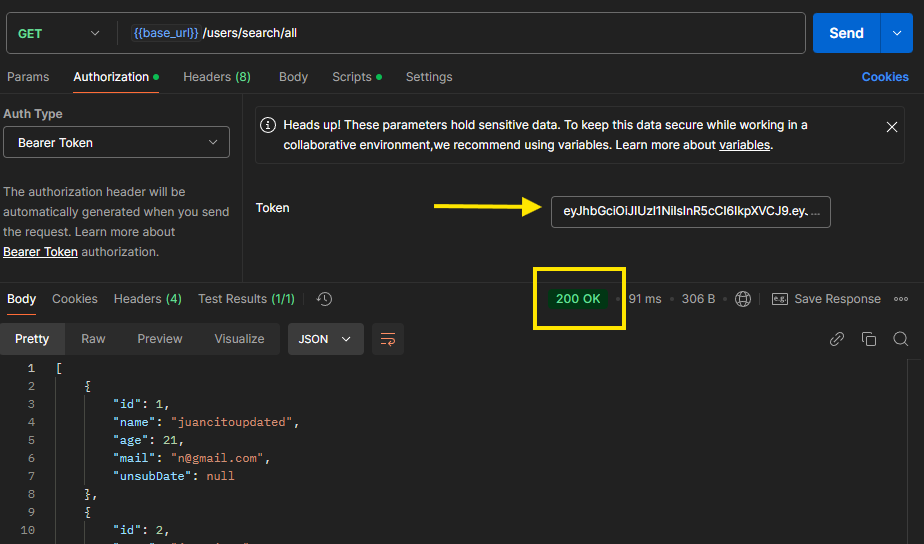 GET {{base_url}} /users/search/all Send
Params Authorization Headers (8) Body Scripts Settings Cookies
Auth Type
Bearer Token
The authorization header will be
automatically generated when you send
the request. Learn more about
Bearer Token authorization.
Heads up! These parameters hold sensitive data. To keep this data secure while working in a
collaborative environment,we recommend using variables. Learn more about variables.
Token eyJhbGciOiJIUzI1NiIsInR5cCI6IkpXVCJ9.eyJ...
Body Cookies Headers (4) Test Results (1/1) 200 OK • 91 ms • 306 B • e.g. Save Response
Pretty Raw Preview Visualize JSON
1 [
2 {
3 "id": 1,
4 "name": "juancitoupdated",
5 "age": 21,
6 "mail": "n@gmail.com",
7 "unsubDate": null
8 },
9 {
10 "id": 2,